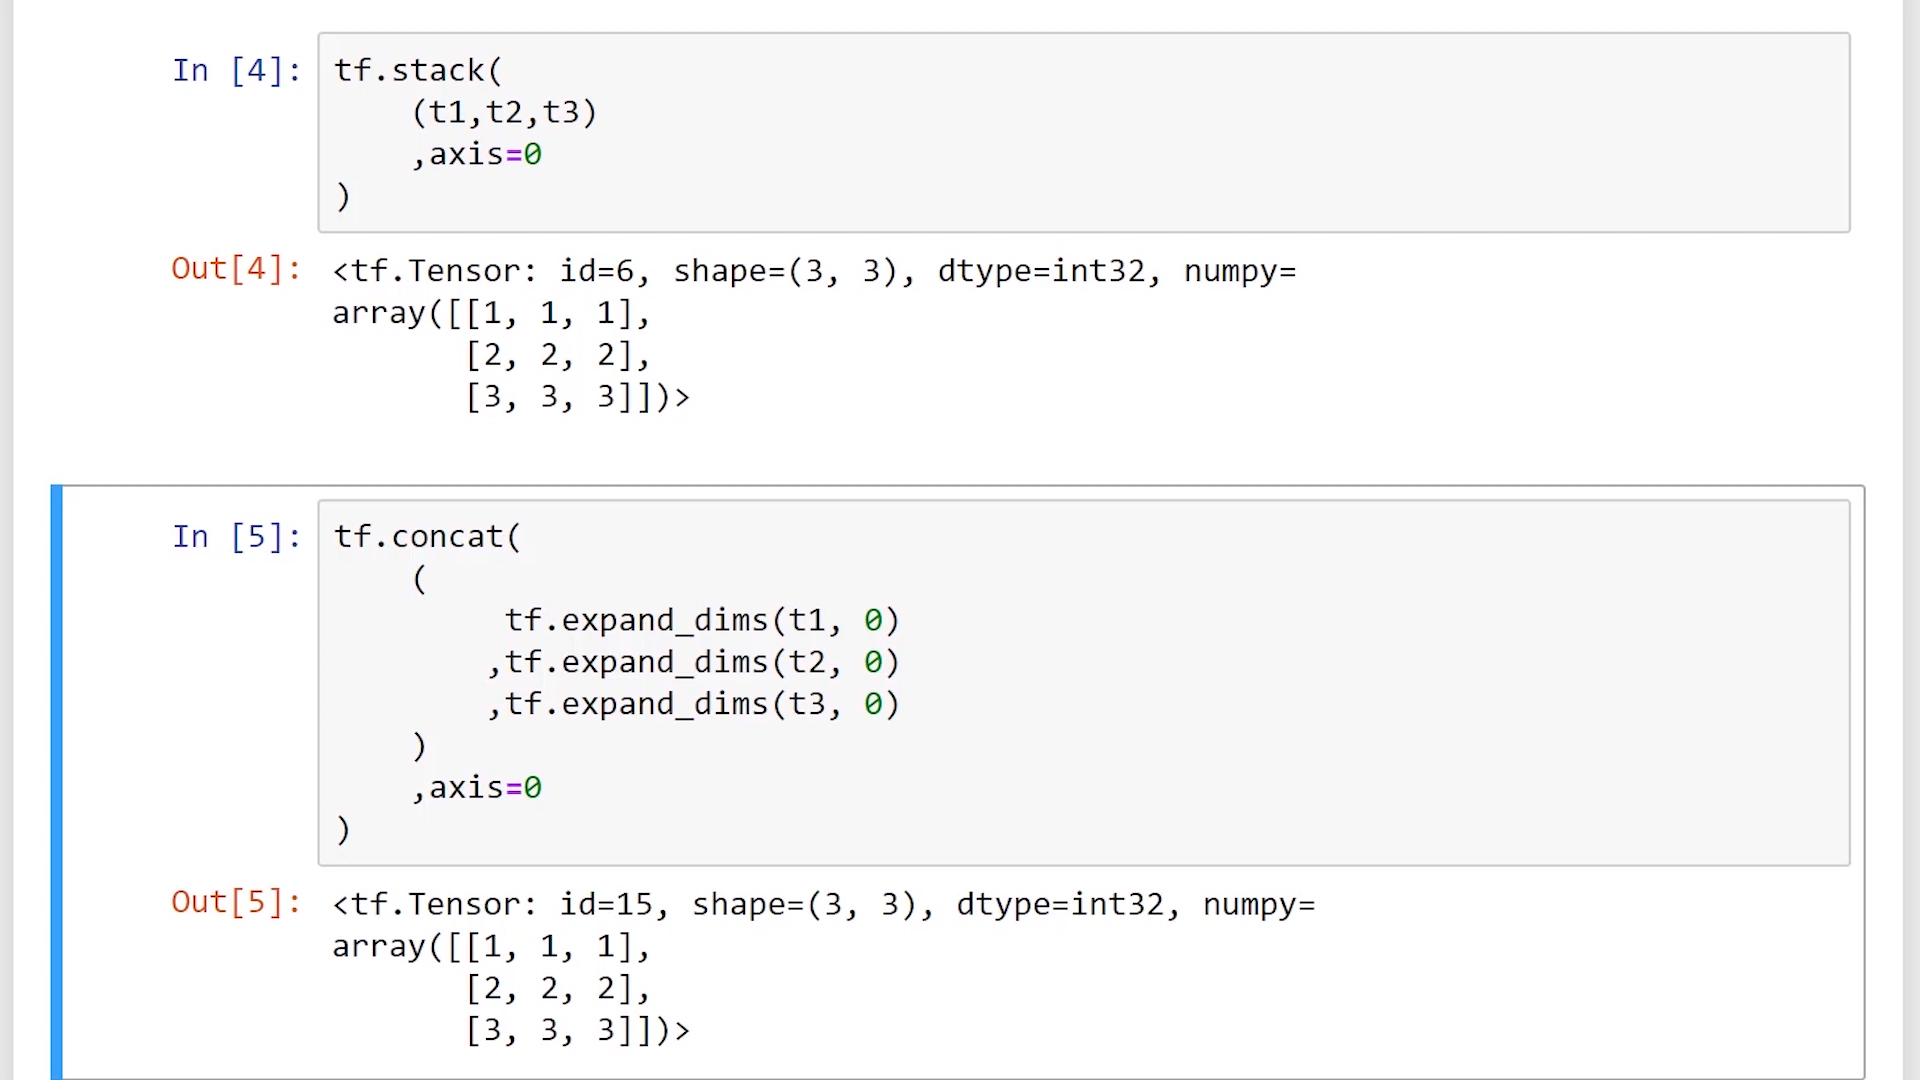 In [4]: tf.stack(
(t1,t2,t3)
,axis=0
)
Out[4]: <tf.Tensor: id=6, shape=(3, 3), dtype=int32, numpy=
array([[1, 1, 1],
[2, 2, 2],
[3, 3, 3]])>
In [5]: tf.concat(
(
tf.expand_dims(t1, 0)
,tf.expand_dims(t2, 0)
,tf.expand_dims(t3, 0)
)
,axis=0
)
Out[5]: <tf.Tensor: id=15, shape=(3, 3), dtype=int32, numpy=
array([[1, 1, 1],
[2, 2, 2],
[3, 3, 3]])>